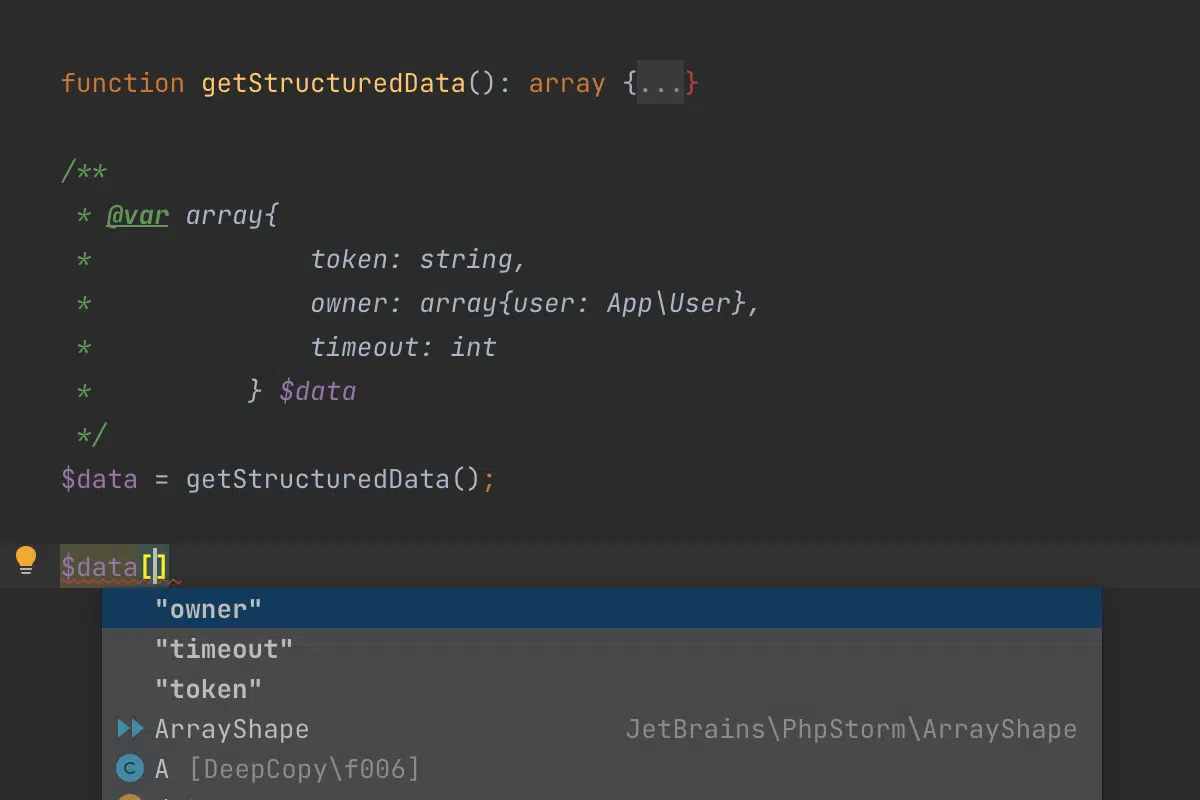 function getStructuredData(): array {...}
/**
* @var array{
* token: string,
* owner: array{user: App\User},
* timeout: int
* } $data
*/
$data = getStructuredData();
$data[]
"owner"
"timeout"
"token"
ArrayShape JetBrains\PhpStorm\ArrayShape
C A [DeepCopy\f006]